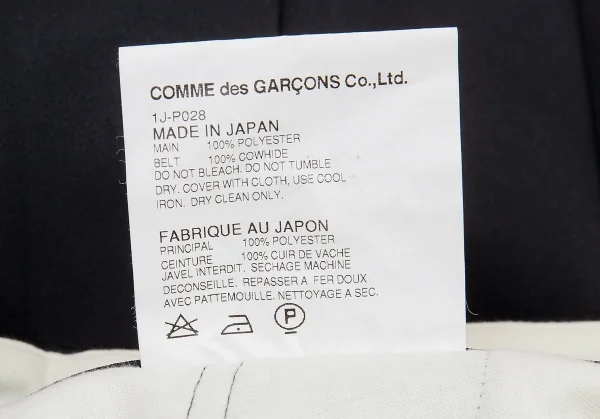 COMME des GARÇONS Co.,Ltd.
1J-P028
MADE IN JAPAN
MAIN 100% POLYESTER
BELT 100% COWHIDE
DO NOT BLEACH. DO NOT TUMBLE
DRY. COVER WITH CLOTH, USE COOL
IRON. DRY CLEAN ONLY.
FABRIQUE AU JAPON
PRINCIPAL 100% POLYESTER
CEINTURE 100% CUIR DE VACHE
JAVEL INTERDIT. SECHAGE MACHINE
DECONSEILLE. REPASSER A FER DOUX
AVEC PATTEMOUILLE. NETTOYAGE A SEC.
P